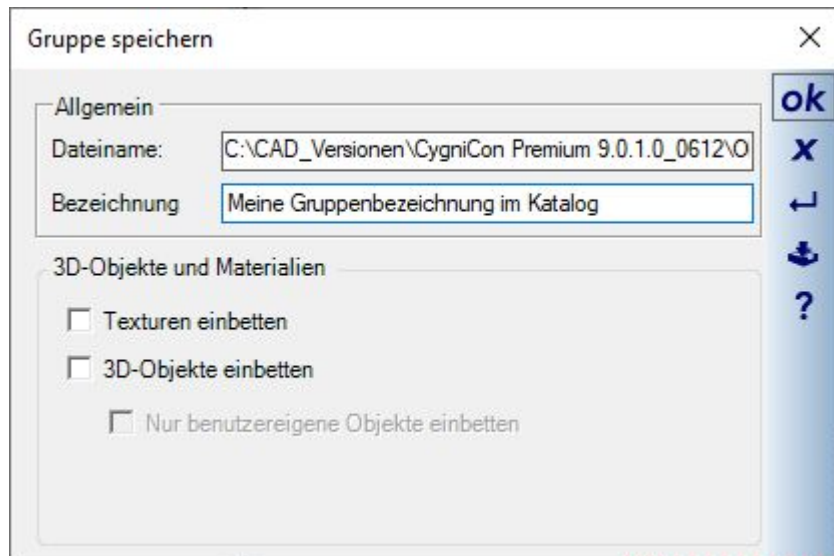 Gruppe speichern
Allgemein
Dateiname: C:\CAD_Versionen\CygniCon Premium 9.0.1.0_0612\O
Bezeichnung Meine Gruppenbezeichnung im Katalog
3D-Objekte und Materialien
Texturen einbetten
3D-Objekte einbetten
Nur benutzereigene Objekte einbetten
ok
x
?